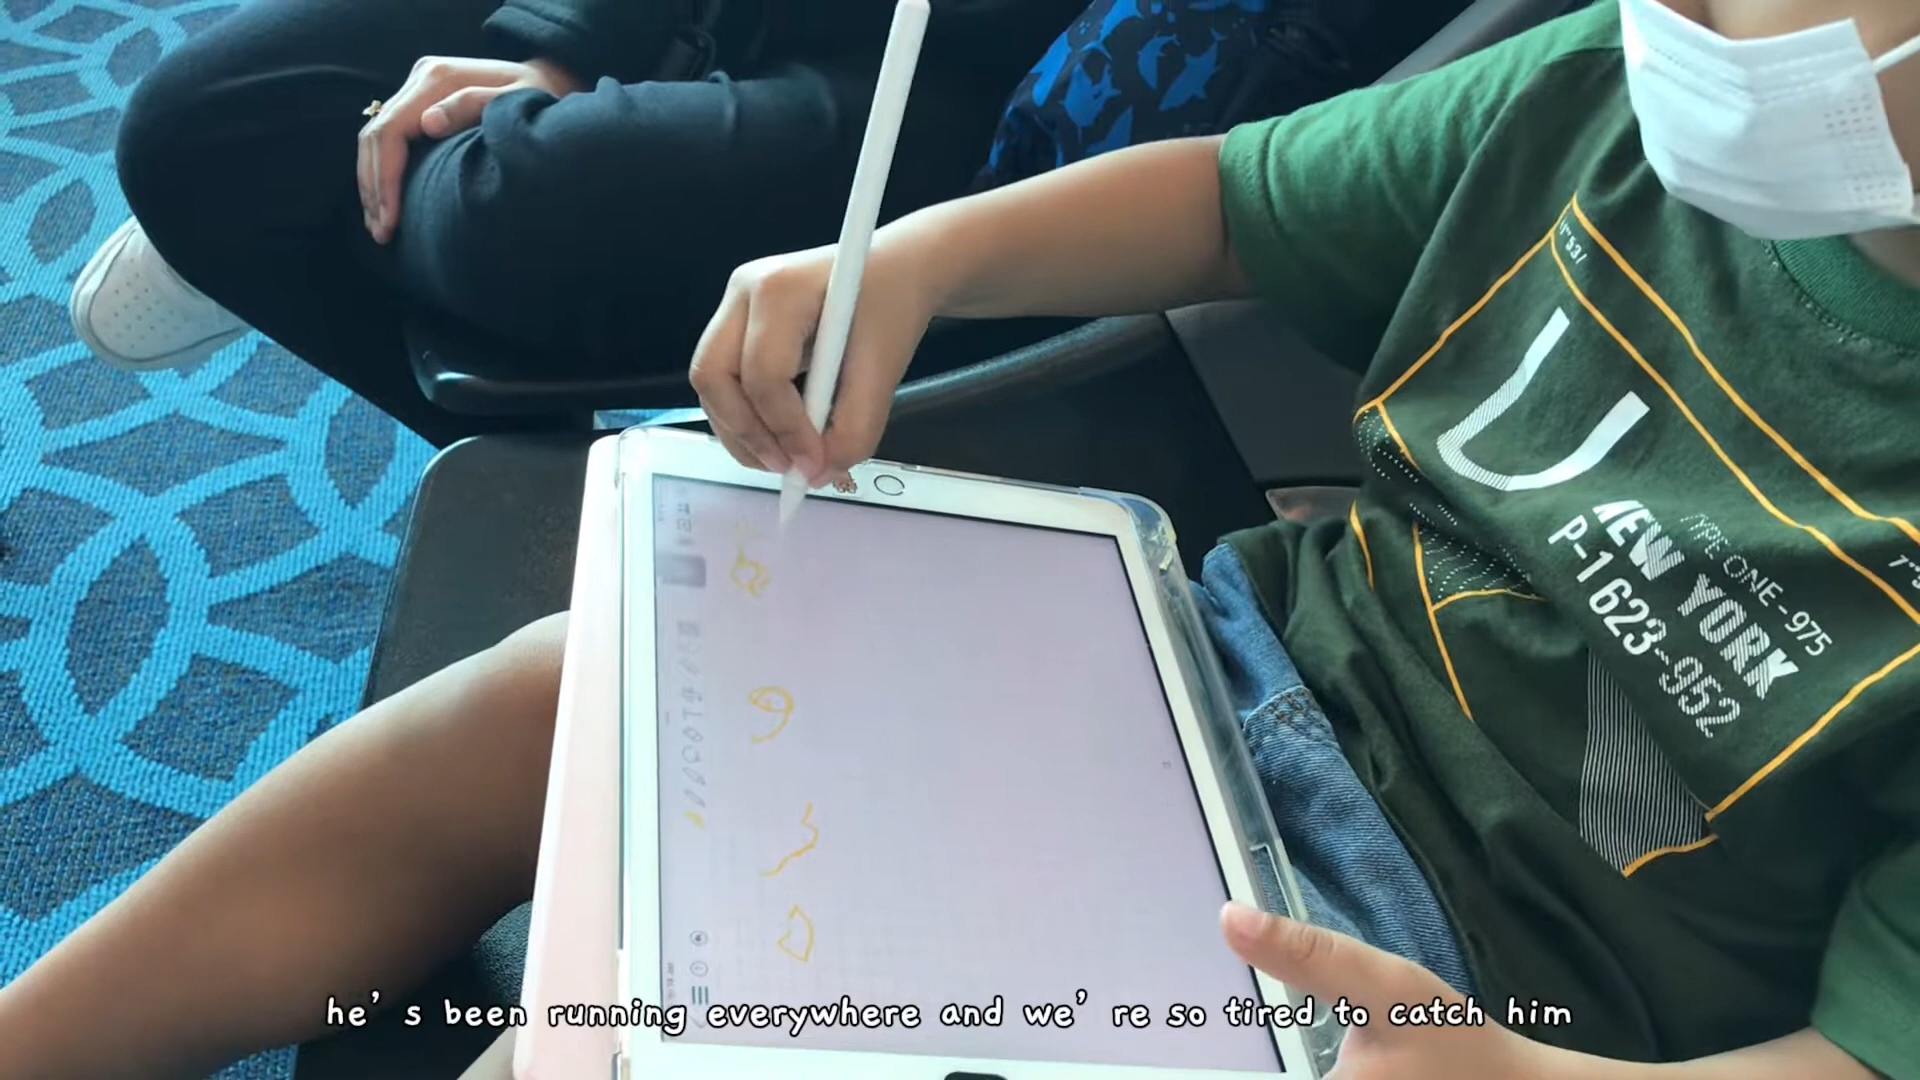 U
NEW YORK
TYPE ONE-975
P-1623-952
he's been running everywhere and we're so tired to catch him